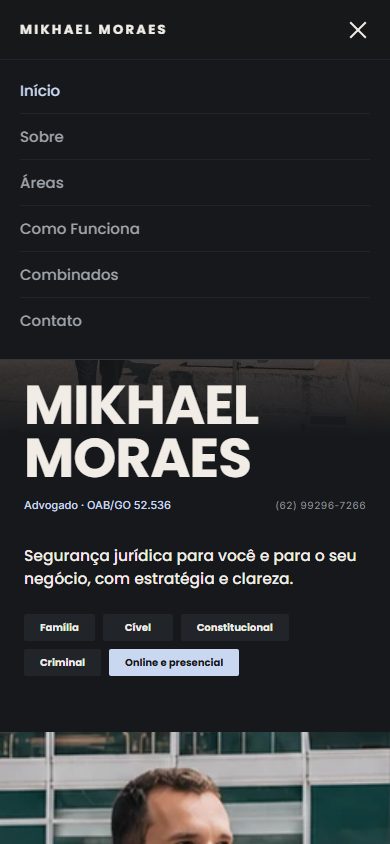 MIKHAEL MORAES
Início
Sobre
Áreas
Como Funciona
Combinados
Contato
MIKHAEL
MORAES
Advogado · OAB/GO 52.536
(62) 99296-7266
Segurança jurídica para você e para o seu
negócio, com estratégia e clareza.
Família Cível Constitucional
Criminal Online e presencial